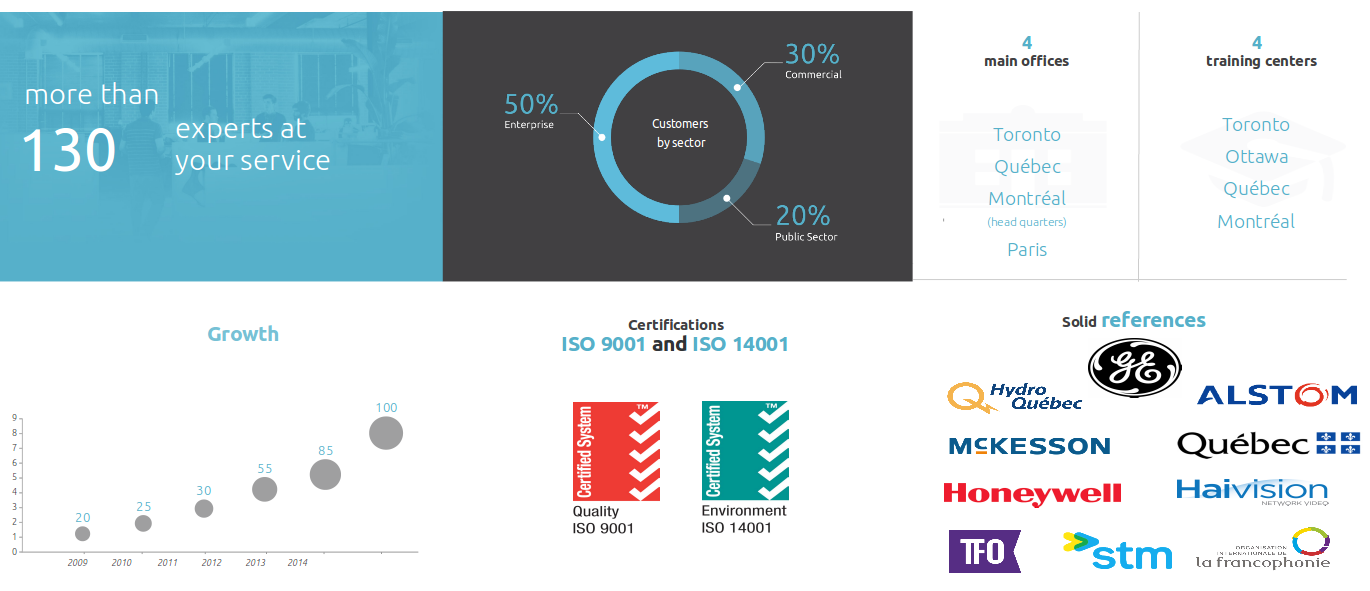 more than
130
experts at
your service
30%
Commercial
50%
Enterprise
Customers
by sector
20%
Public Sector
4
main offices
Toronto
Québec
Montréal
(head quarters)
Paris
4
training centers
Toronto
Ottawa
Québec
Montréal
Growth
9
8
7
6
5
4
3
2
1
0
20
25
30
55
85
100
2009 2010 2011 2012 2013 2014
Certifications
ISO 9001 and ISO 14001
Certified System
TM
Quality
ISO 9001
Certified System
TM
Environment
ISO 14001
Solid references
GE
Hydro
Québec
ALSTOM
McKESSON
Québec
Honeywell
Haivision
NETWORK VIDEO
TFO
stm
ORGANISATION
INTERNATIONALE DE
la francophonie